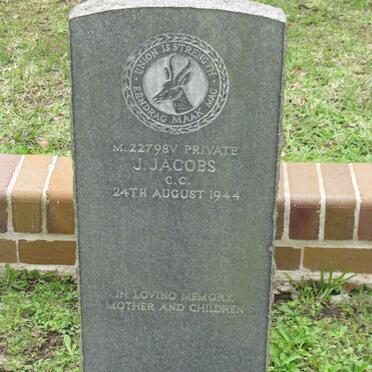 UNION IS STRENGTH
EENDRAG MAAK MAG
M. 22798V PRIVATE
J. JACOBS
C.C.
24TH AUGUST 1944
IN LOVING MEMORY.
MOTHER AND CHILDREN